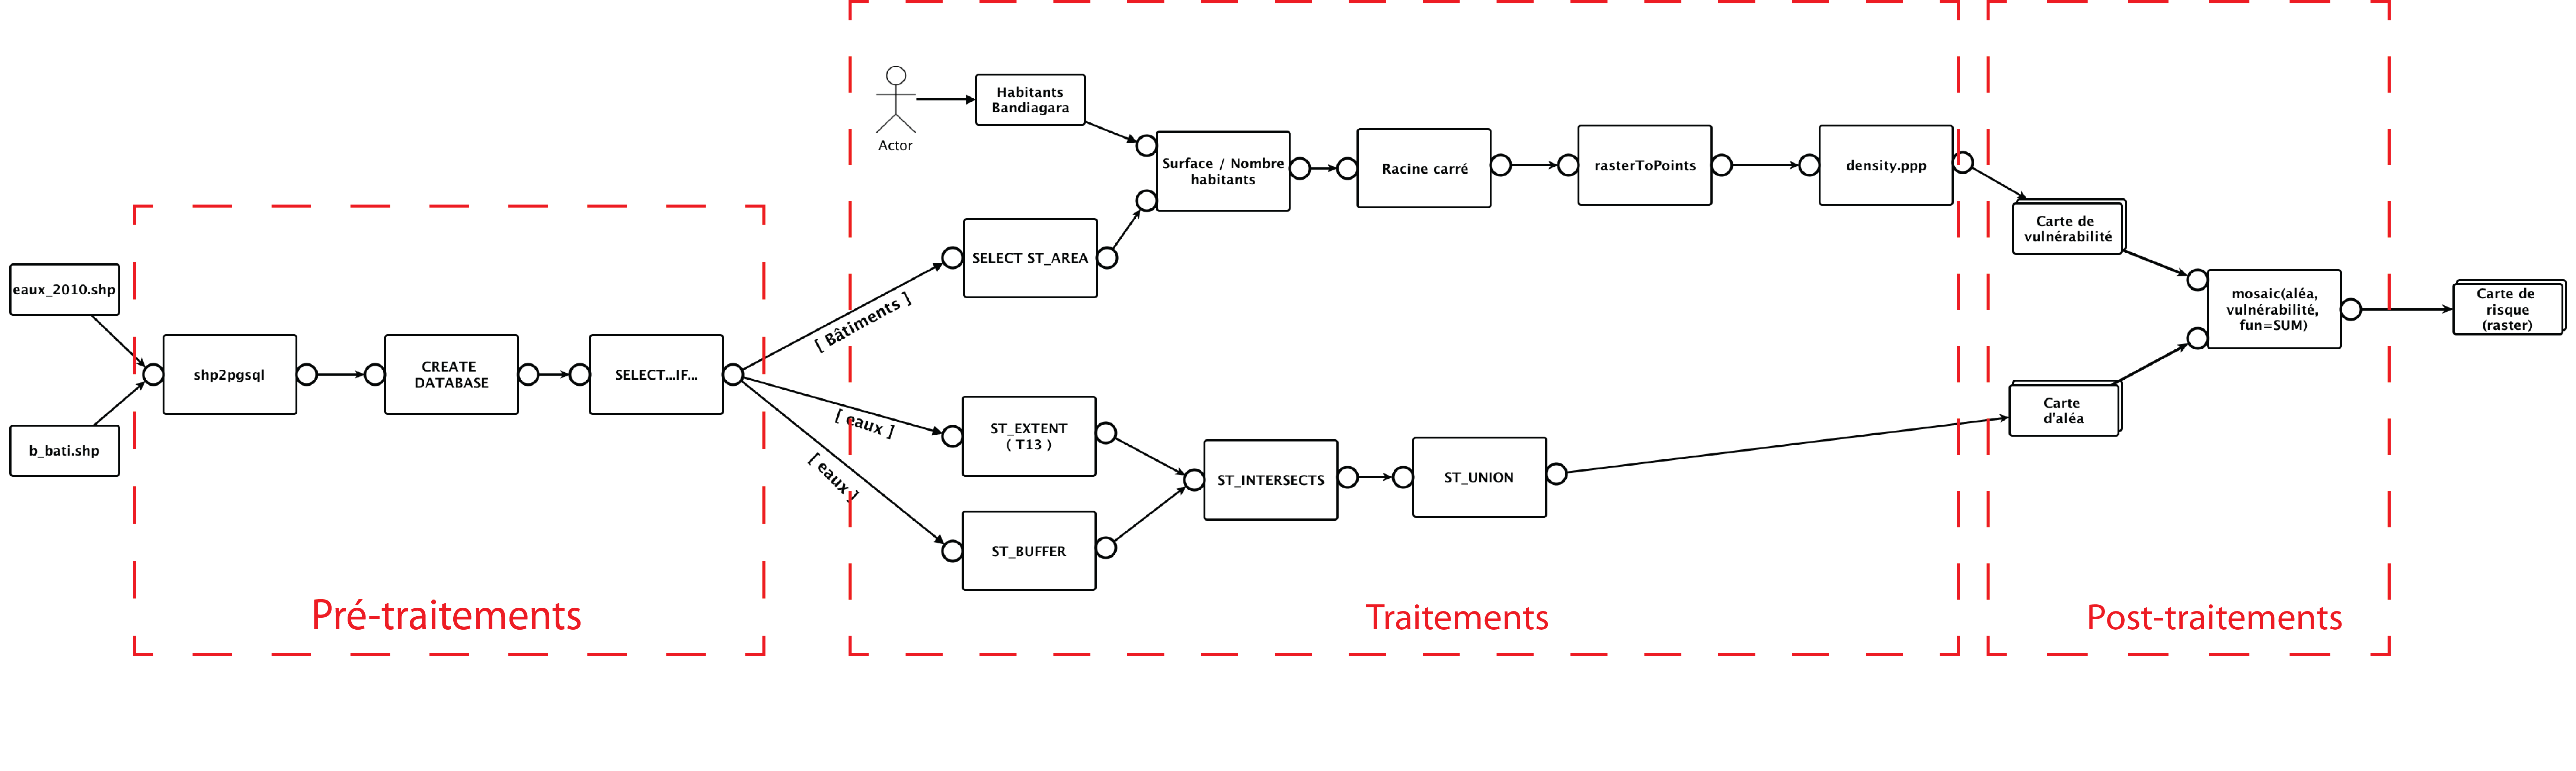 eaux_2010.shp
b_bati.shp
shp2pgsql
CREATE
DATABASE
SELECT...IF...
Pré-traitements
[ Bâtiments ]
[ eaux ]
[ eaux ]
Actor
Habitants
Bandiagara
SELECT ST_AREA
Surface / Nombre
habitants
Racine carré
rasterToPoints
density.ppp
ST_EXTENT
( T13 )
ST_BUFFER
ST_INTERSECTS
ST_UNION
Traitements
Carte de
vulnérabilité
Carte
d'aléa
mosaic(aléa,
vulnérabilité,
fun=SUM)
Post-traitements
Carte de
risque
(raster)